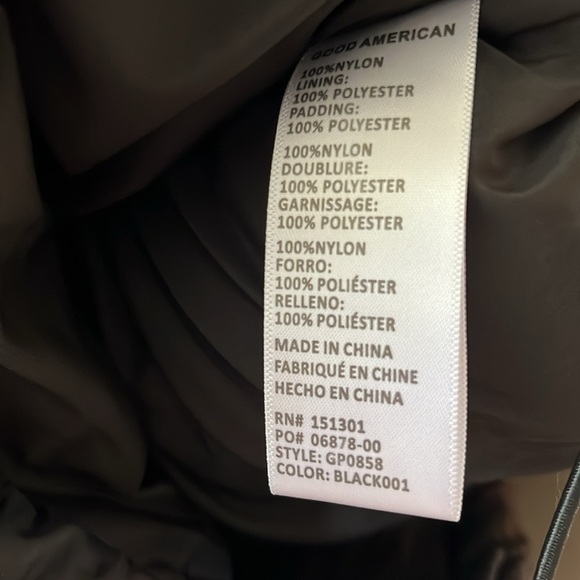 GOOD AMERICAN
100%NYLON
LINING:
100% POLYESTER
PADDING:
100% POLYESTER
100%NYLON
DOUBLURE:
100% POLYESTER
GARNISSAGE:
100% POLYESTER
100%NYLON
FORRO:
100% POLIÉSTER
RELLENO:
100% POLIÉSTER
MADE IN CHINA
FABRIQUÉ EN CHINE
HECHO EN CHINA
RN# 151301
PO# 06878-00
STYLE: GP0858
COLOR: BLACK001